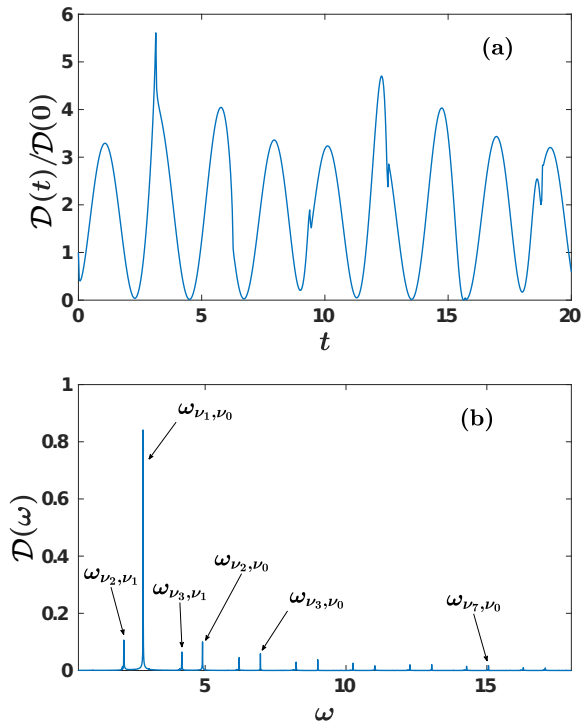 6
5
4
3
2
1
0
(a)
𝒟(t)/𝒟(0)
0 5 10 15 20
t
1
0.8
0.6
0.4
0.2
0
(b)
𝒟(ω)
ω_{ν₁,ν₀}
ω_{ν₂,ν₁}
ω_{ν₃,ν₁}
ω_{ν₂,ν₀}
ω_{ν₃,ν₀}
ω_{ν₇,ν₀}
5 10 15
ω